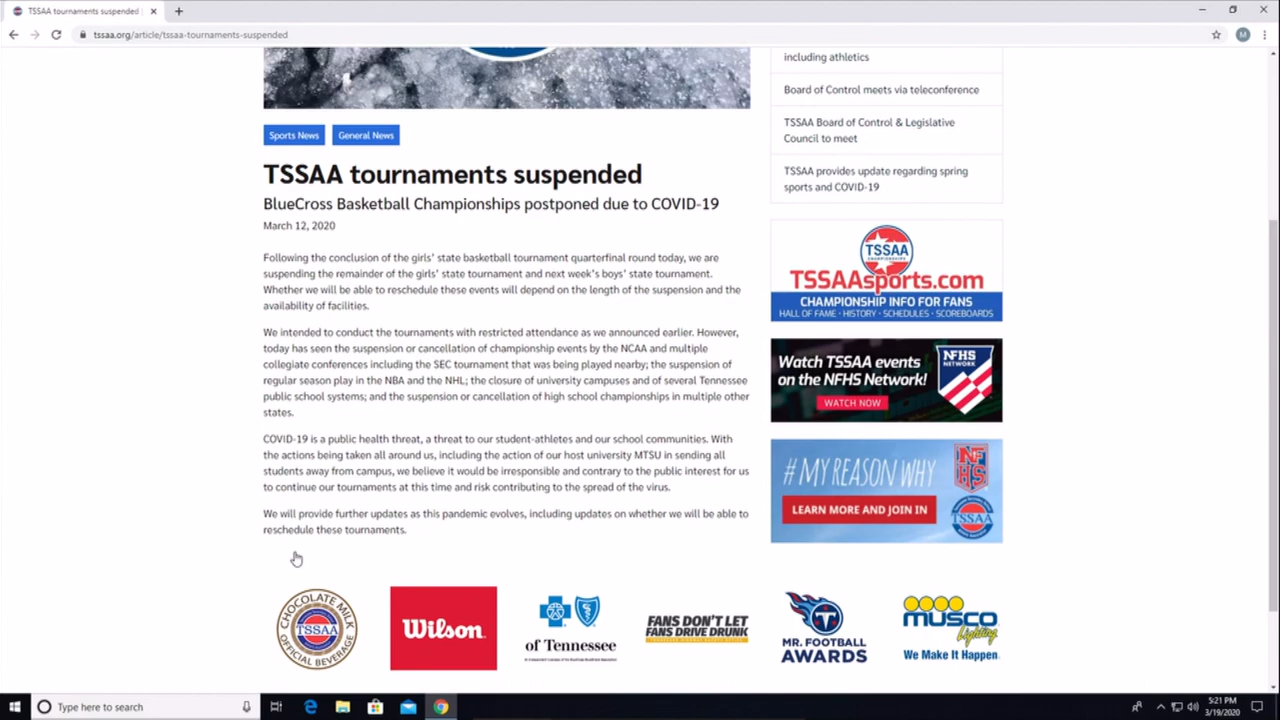 TSSAA tournaments suspended
tssaa.org/article/tssaa-tournaments-suspended
M
including athletics
Board of Control meets via teleconference
TSSAA Board of Control & Legislative
Council to meet
TSSAA provides update regarding spring
sports and COVID-19
Sports News
General News
TSSAA tournaments suspended
BlueCross Basketball Championships postponed due to COVID-19
March 12, 2020
Following the conclusion of the girls' state basketball tournament quarterfinal round today, we are
suspending the remainder of the girls' state tournament and next week's boys' state tournament.
Whether we will be able to reschedule these events will depend on the length of the suspension and the
availability of facilities.
We intended to conduct the tournaments with restricted attendance as we announced earlier. However,
today has seen the suspension or cancellation of championship events by the NCAA and multiple
collegiate conferences including the SEC tournament that was being played nearby; the suspension of
regular season play in the NBA and the NHL; the closure of university campuses and of several Tennessee
public school systems; and the suspension or cancellation of high school championships in multiple other
states.
COVID-19 is a public health threat, a threat to our student-athletes and our school communities. With
the actions being taken all around us, including the action of our host university MTSU in sending all
students away from campus, we believe it would be irresponsible and contrary to the public interest for us
to continue our tournaments at this time and risk contributing to the spread of the virus.
We will provide further updates as this pandemic evolves, including updates on whether we will be able to
reschedule these tournaments.
TSSAA
CHAMPIONSHIPS
TSSAAsports.com
CHAMPIONSHIP INFO FOR FANS
HALL OF FAME · HISTORY · SCHEDULES · SCOREBOARDS
Watch TSSAA events
on the NFHS Network!
WATCH NOW
NFHS
NETWORK
#MY REASON WHY
LEARN MORE AND JOIN IN
NF
HS
TSSAA
CHOCOLATE MILK
TSSAA
OFFICIAL BEVERAGE
Wilson
of Tennessee
FANS DON'T LET
FANS DRIVE DRUNK
T
MR. FOOTBALL
AWARDS
MUSCO
Lighting
We Make It Happen.
Type here to search
5:21 PM
3/19/2020